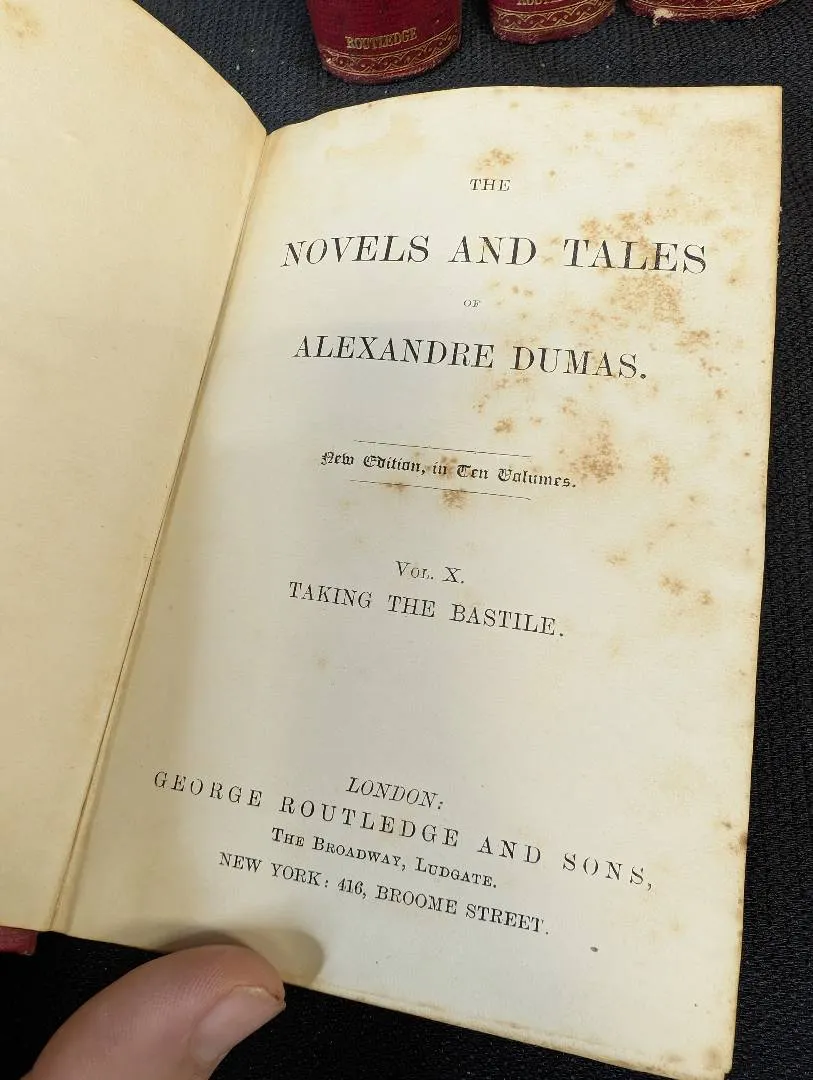 ROUTLEDGE
THE
NOVELS AND TALES
OF
ALEXANDRE DUMAS.
New Edition, in Ten Volumes.
VOL. X.
TAKING THE BASTILE.
LONDON:
GEORGE ROUTLEDGE AND SONS,
THE BROADWAY, LUDGATE.
NEW YORK: 416, BROOME STREET.